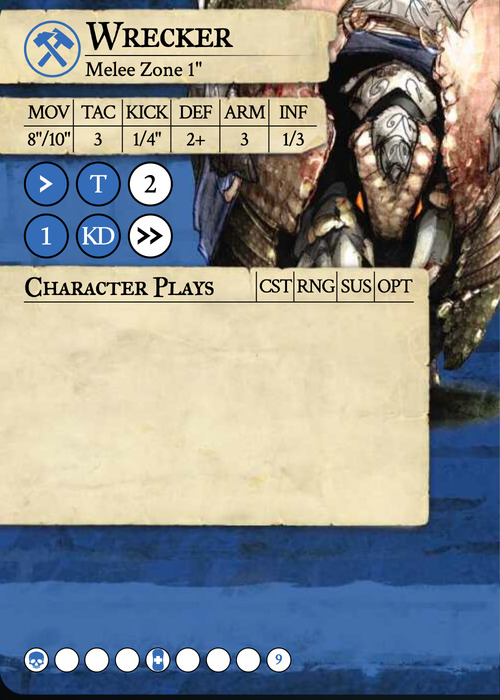 Wrecker
Melee Zone 1"
MOV TAC KICK DEF ARM INF
8"/10" 3 1/4" 2+ 3 1/3
> T 2
1 KD >>
Character Plays CST RNG SUS OPT
9